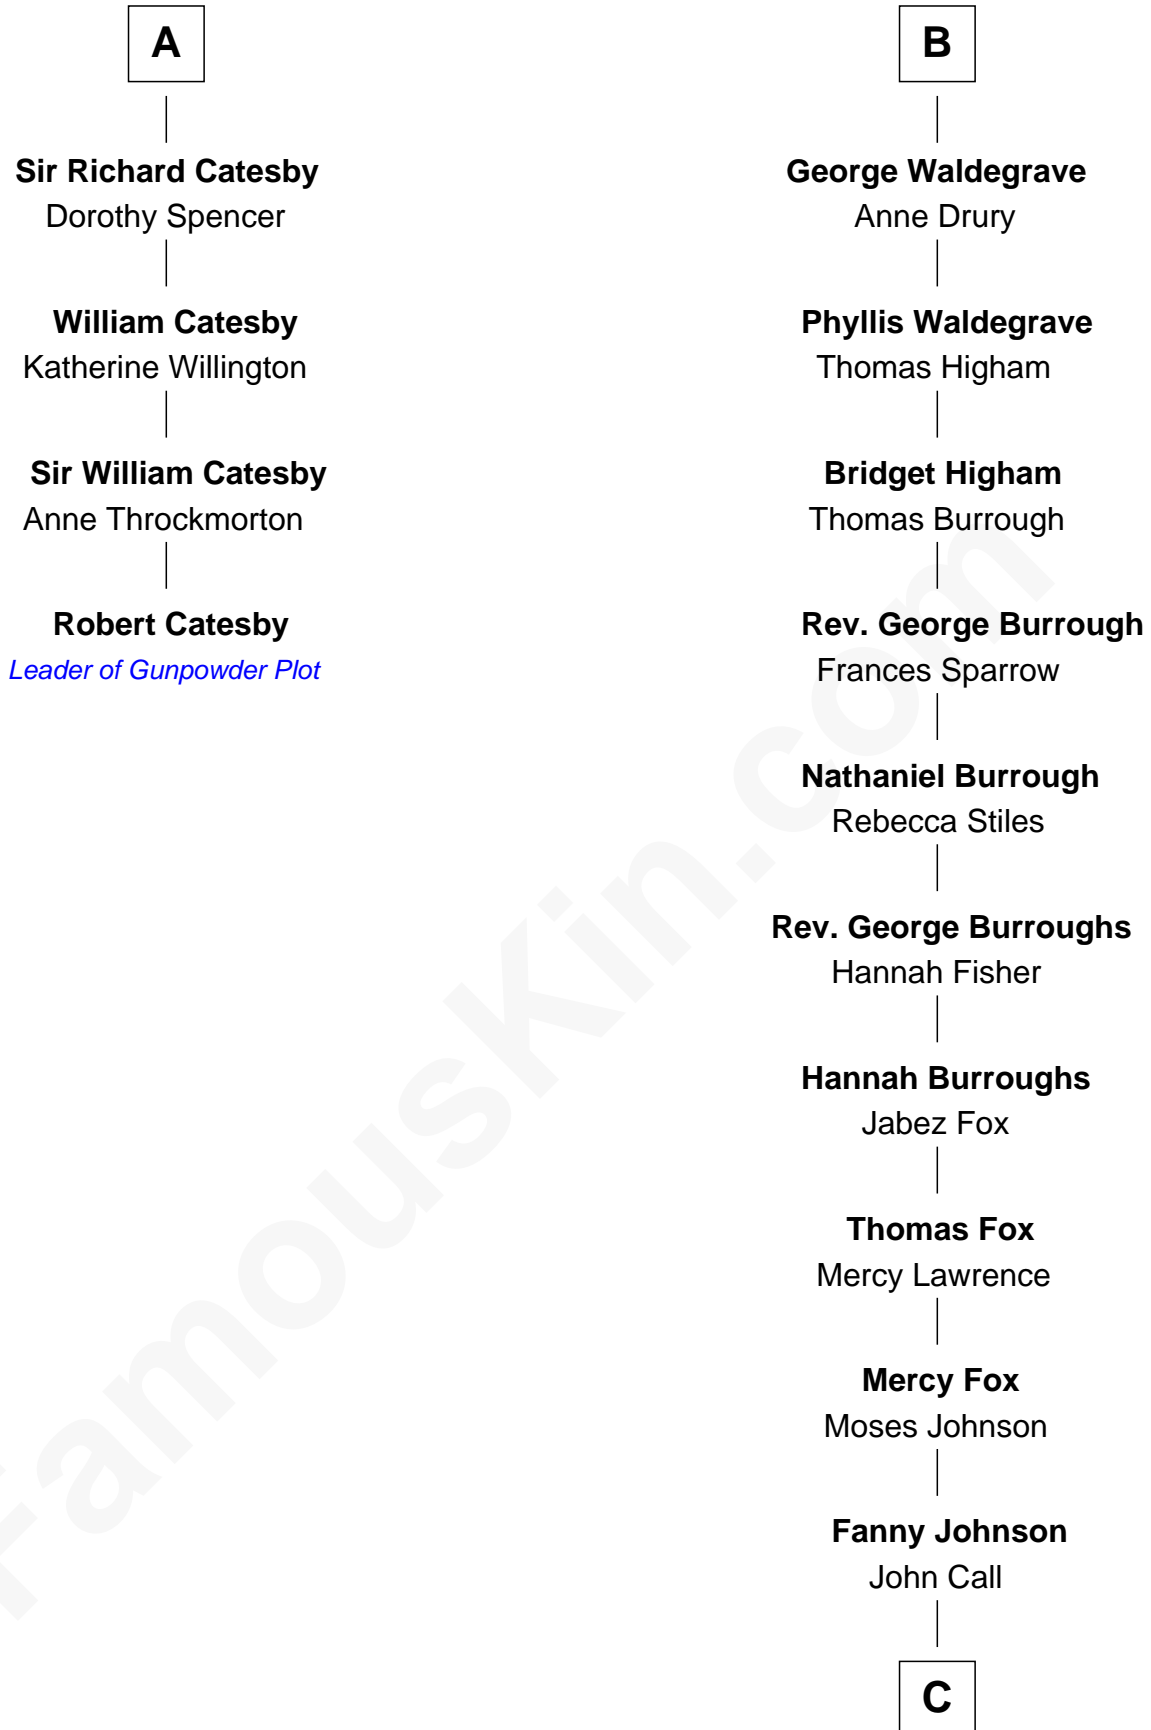 A
Sir Richard Catesby
Dorothy Spencer
William Catesby
Katherine Willington
Sir William Catesby
Anne Throckmorton
Robert Catesby
Leader of Gunpowder Plot
B
George Waldegrave
Anne Drury
Phyllis Waldegrave
Thomas Higham
Bridget Higham
Thomas Burrough
Rev. George Burrough
Frances Sparrow
Nathaniel Burrough
Rebecca Stiles
Rev. George Burroughs
Hannah Fisher
Hannah Burroughs
Jabez Fox
Thomas Fox
Mercy Lawrence
Mercy Fox
Moses Johnson
Fanny Johnson
John Call
C
FamousKin.com